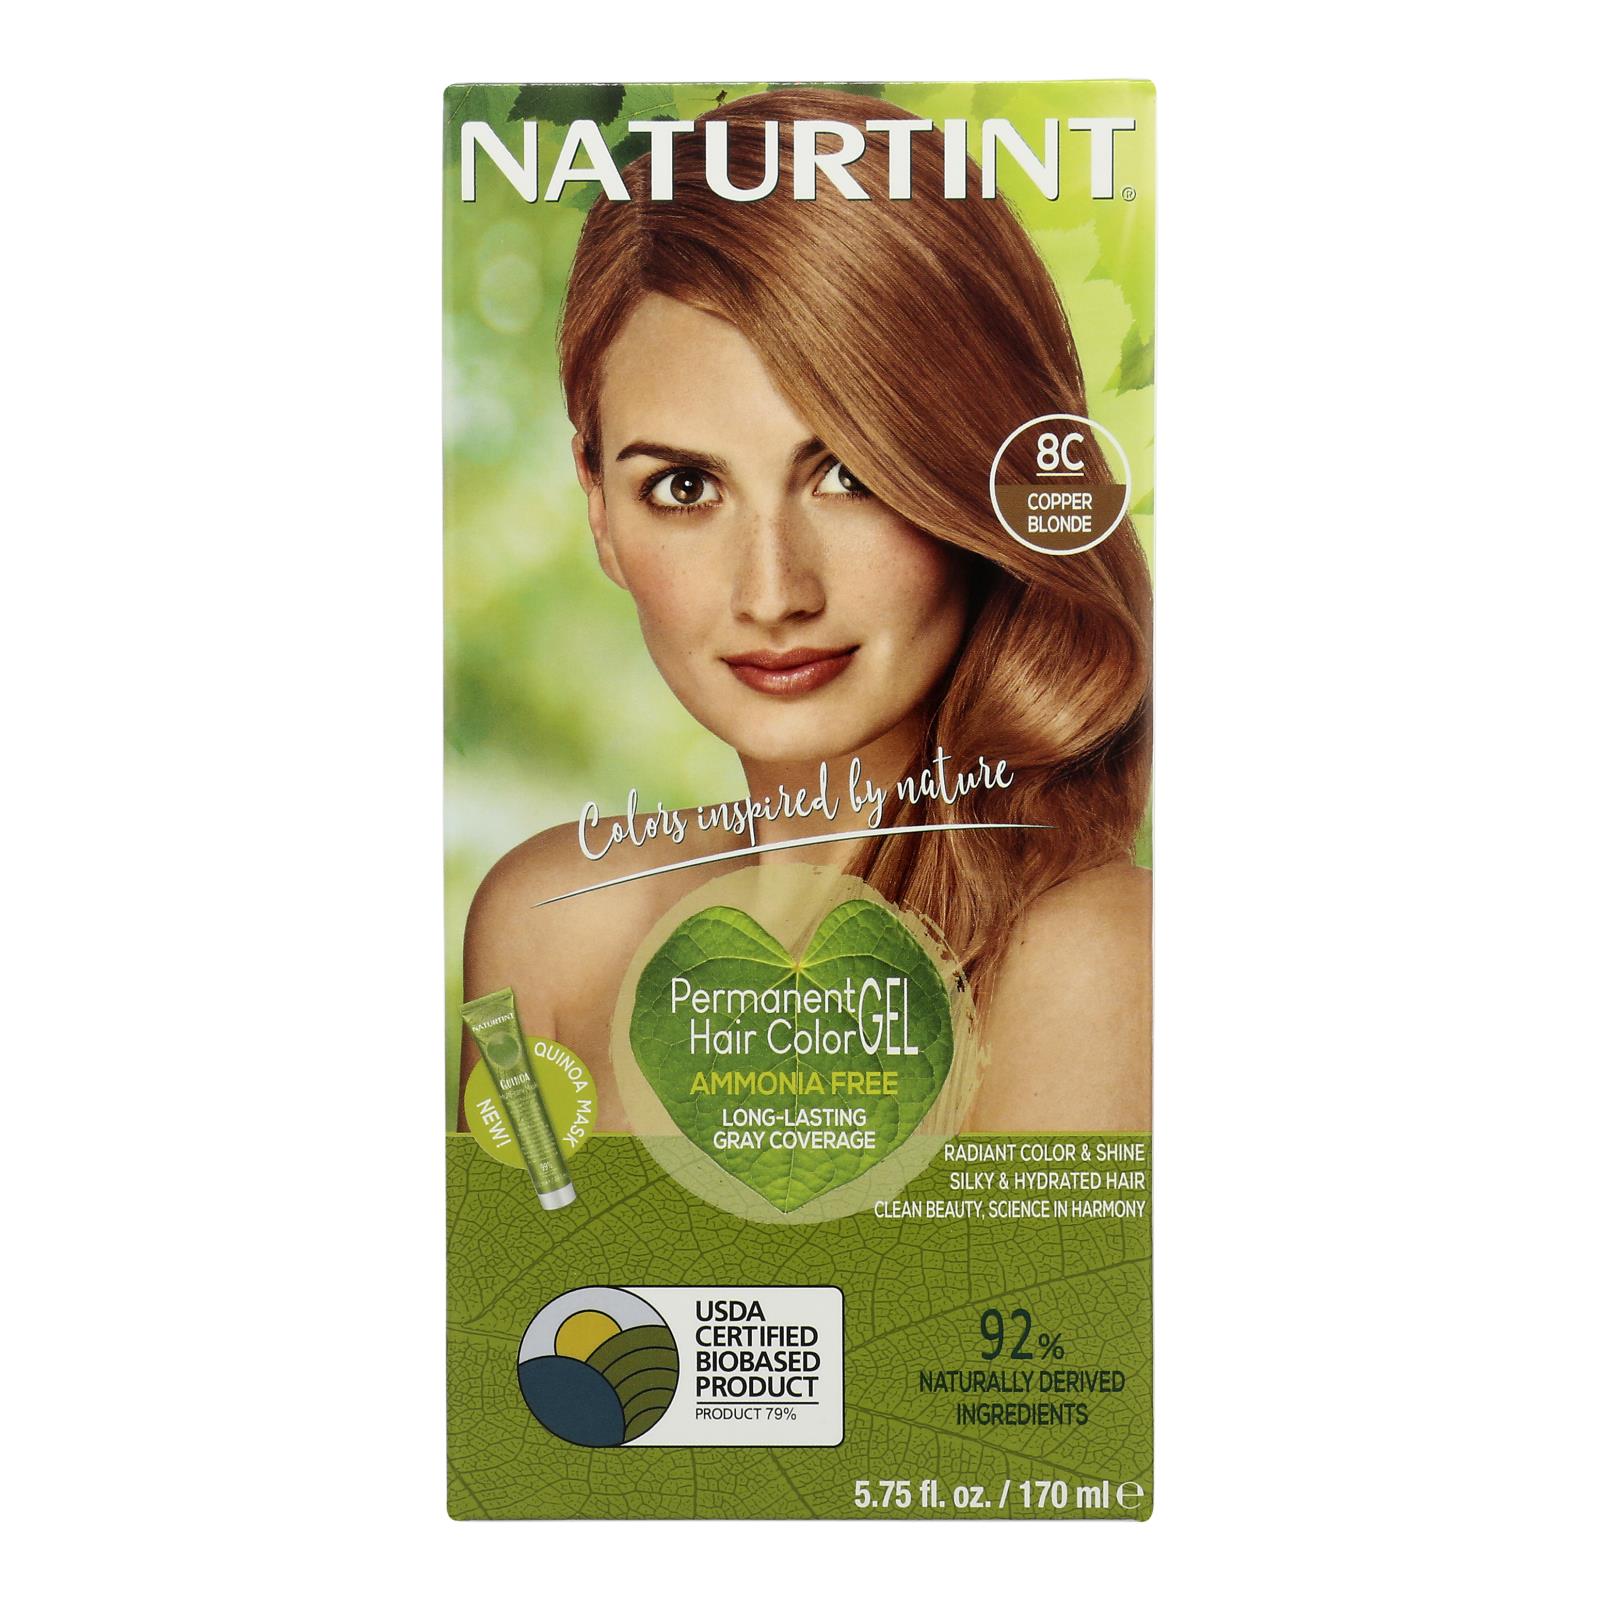 NATURTINT®
8C
COPPER
BLONDE
Colors inspired by nature
Permanent
Hair Color GEL
AMMONIA FREE
LONG-LASTING
GRAY COVERAGE
NATURTINT
QUINOA
99%
QUINOA MASK
NEW!
RADIANT COLOR & SHINE
SILKY & HYDRATED HAIR
CLEAN BEAUTY, SCIENCE IN HARMONY
USDA
CERTIFIED
BIOBASED
PRODUCT
PRODUCT 79%
92%
NATURALLY DERIVED
INGREDIENTS
5.75 fl. oz. / 170 ml ℮